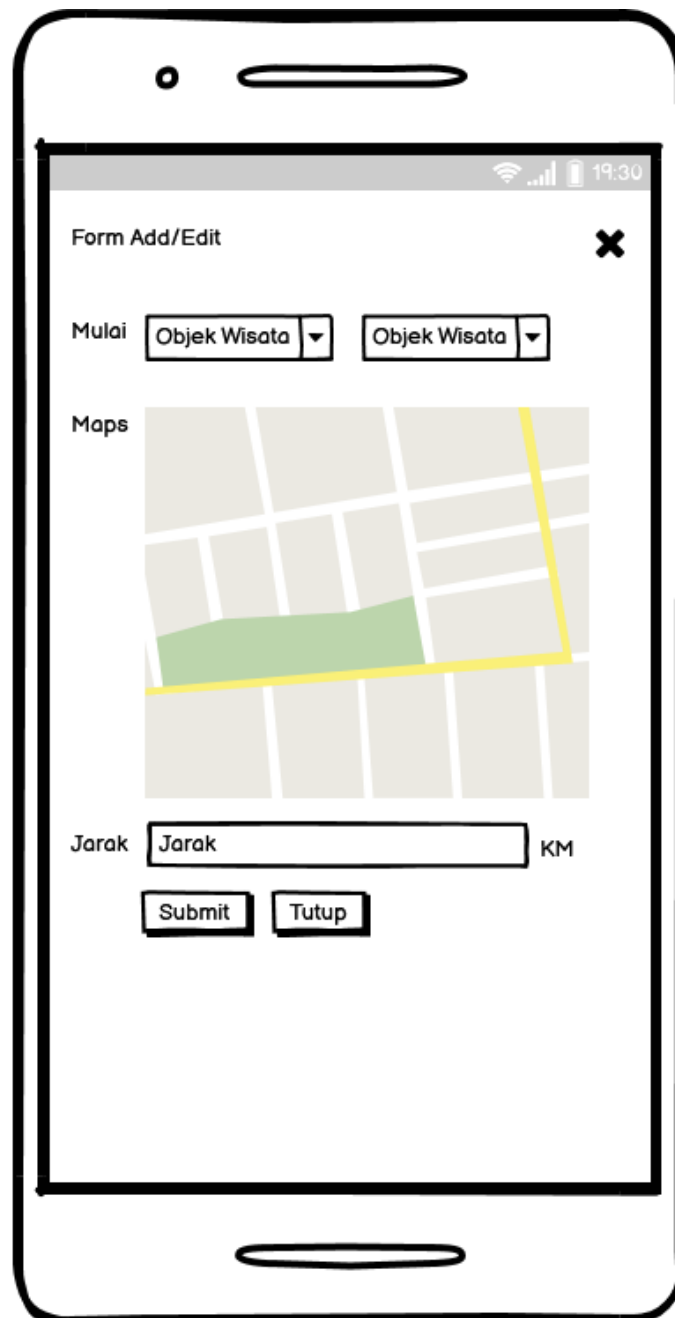 19:30
Form Add/Edit
Mulai Objek Wisata Objek Wisata
Maps
Jarak Jarak KM
Submit Tutup